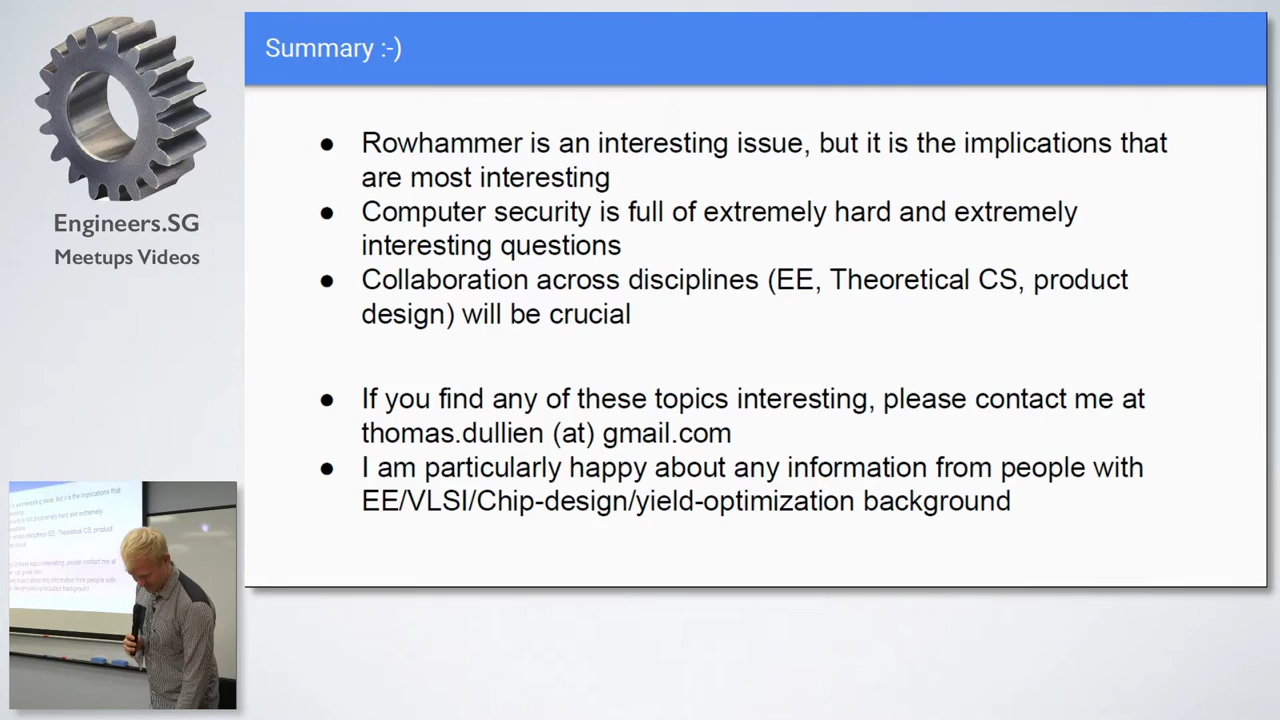 Summary :-)
● Rowhammer is an interesting issue, but it is the implications that
are most interesting
● Computer security is full of extremely hard and extremely
interesting questions
● Collaboration across disciplines (EE, Theoretical CS, product
design) will be crucial
● If you find any of these topics interesting, please contact me at
thomas.dullien (at) gmail.com
● I am particularly happy about any information from people with
EE/VLSI/Chip-design/yield-optimization background
Engineers.SG
Meetups Videos